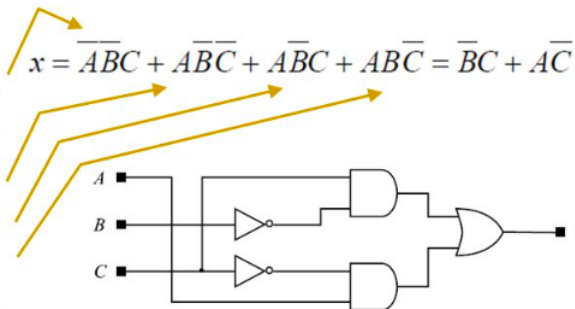 x = A̅B̅C + AB̅C̅ + AB̅C + ABC̅ = B̅C + AC̅
A
B
C